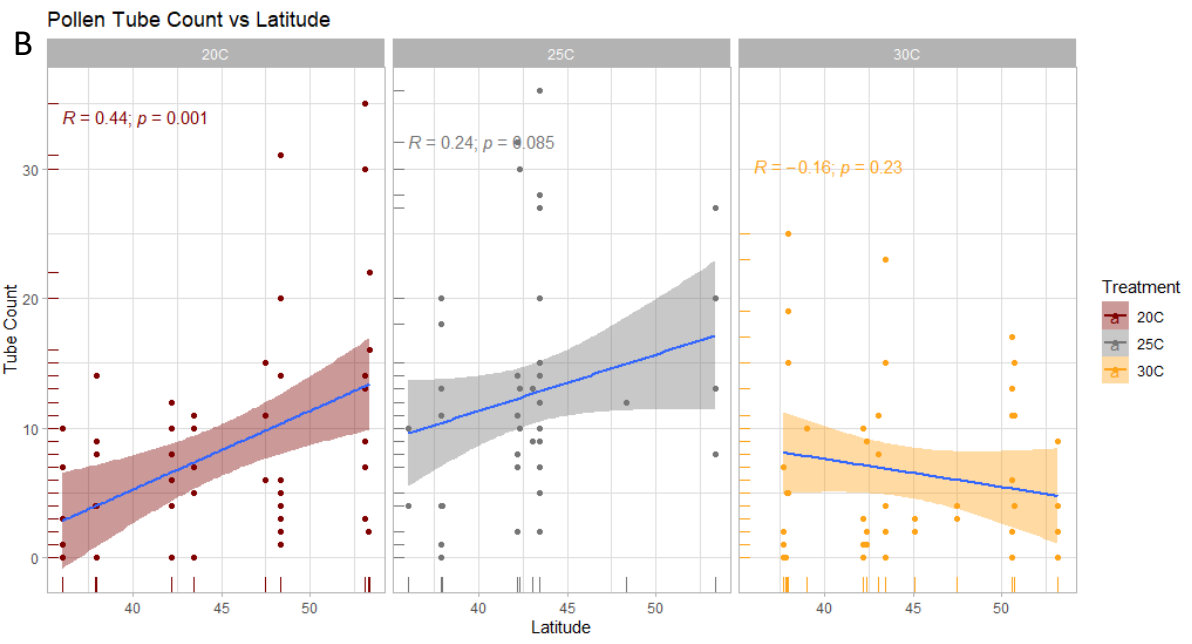 Pollen Tube Count vs Latitude
B
20C 25C 30C
R = 0.44; p = 0.001
R = 0.24; p = 0.085
R = −0.16; p = 0.23
Tube Count
30
20
10
0
40 45 50 40 45 50 40 45 50
Latitude
Treatment
a 20C
a 25C
a 30C